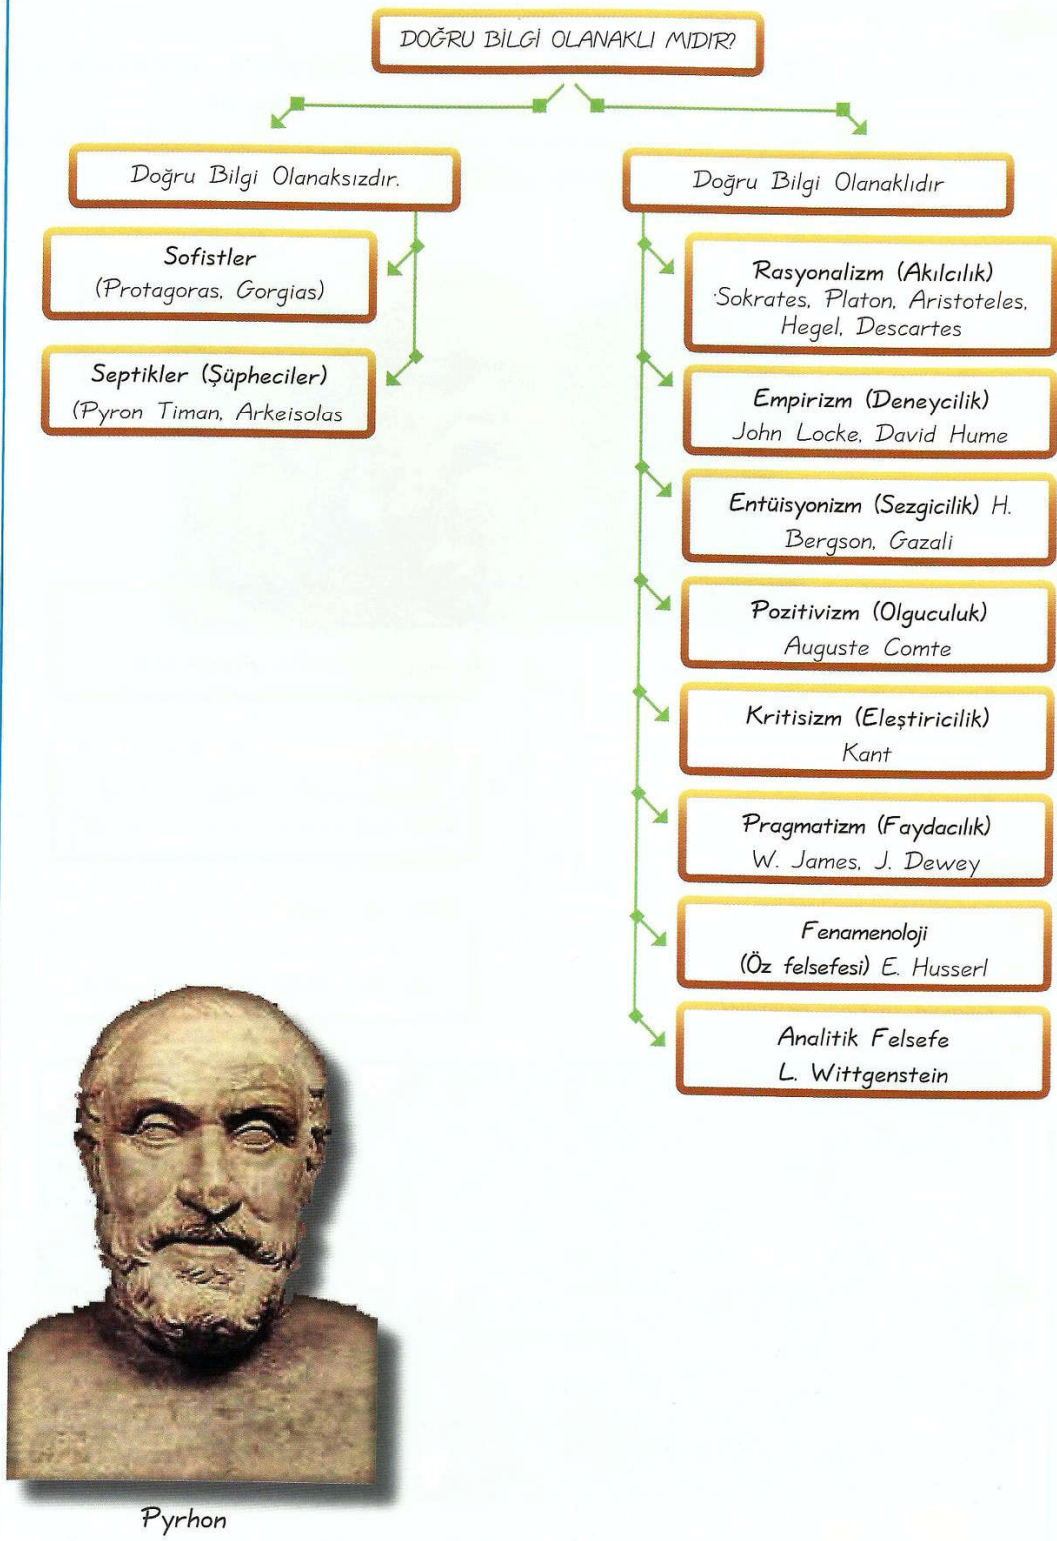 DOĞRU BİLGİ OLANAKLI MIDIR?
Doğru Bilgi Olanaksızdır.
Sofistler
(Protagoras, Gorgias)
Septikler (Şüpheciler)
(Pyron Timan, Arkeisolas
Doğru Bilgi Olanaklıdır
Rasyonalizm (Akılcılık)
Sokrates, Platon, Aristoteles,
Hegel, Descartes
Empirizm (Deneycilik)
John Locke, David Hume
Entüisyonizm (Sezgicilik) H.
Bergson, Gazali
Pozitivizm (Olguculuk)
Auguste Comte
Kritisizm (Eleştiricilik)
Kant
Pragmatizm (Faydacılık)
W. James, J. Dewey
Fenamenoloji
(Öz felsefesi) E. Husserl
Analitik Felsefe
L. Wittgenstein
Pyrhon